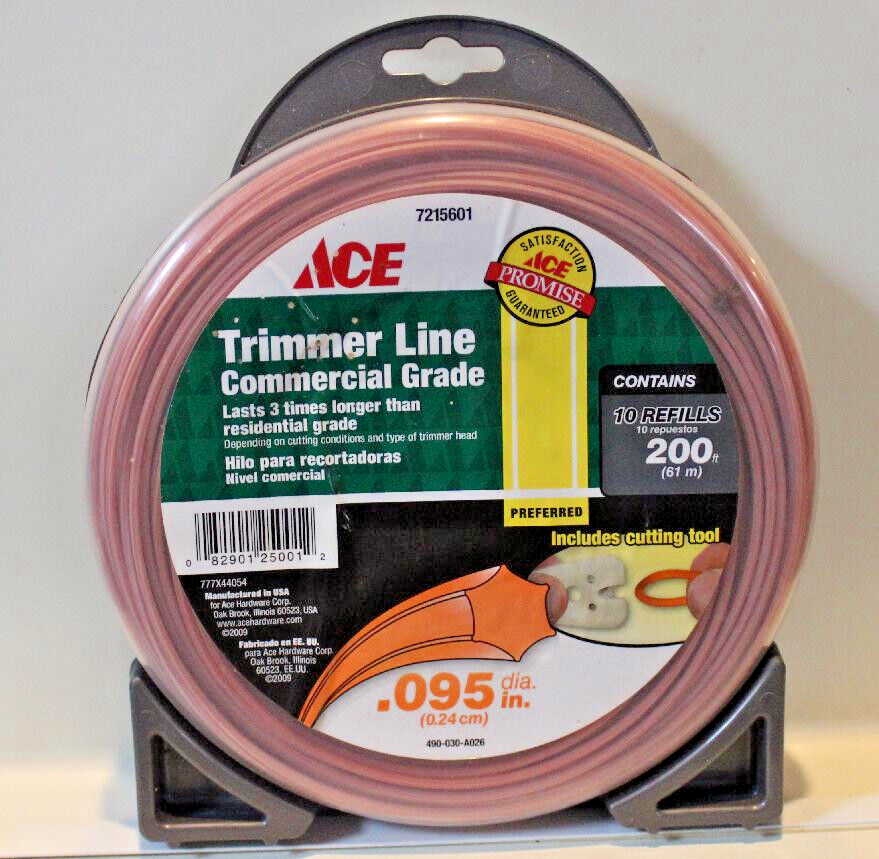 7215601
ACE
SATISFACTION
ACE
PROMISE
GUARANTEED
Trimmer Line
Commercial Grade
Lasts 3 times longer than
residential grade
Depending on cutting conditions and type of trimmer head
Hilo para recortadoras
Nivel comercial
CONTAINS
10 REFILLS
10 repuestos
200 ft
(61 m)
PREFERRED
Includes cutting tool
0 82901 25001 2
777X44054
Manufactured in USA
for Ace Hardware Corp.
Oak Brook, Illinois 60523, USA
www.acehardware.com
©2009
Fabricado en EE. UU.
para Ace Hardware Corp.
Oak Brook, Illinois
60523, EE.UU.
©2009
.095 dia. in.
(0.24 cm)
490-030-A026